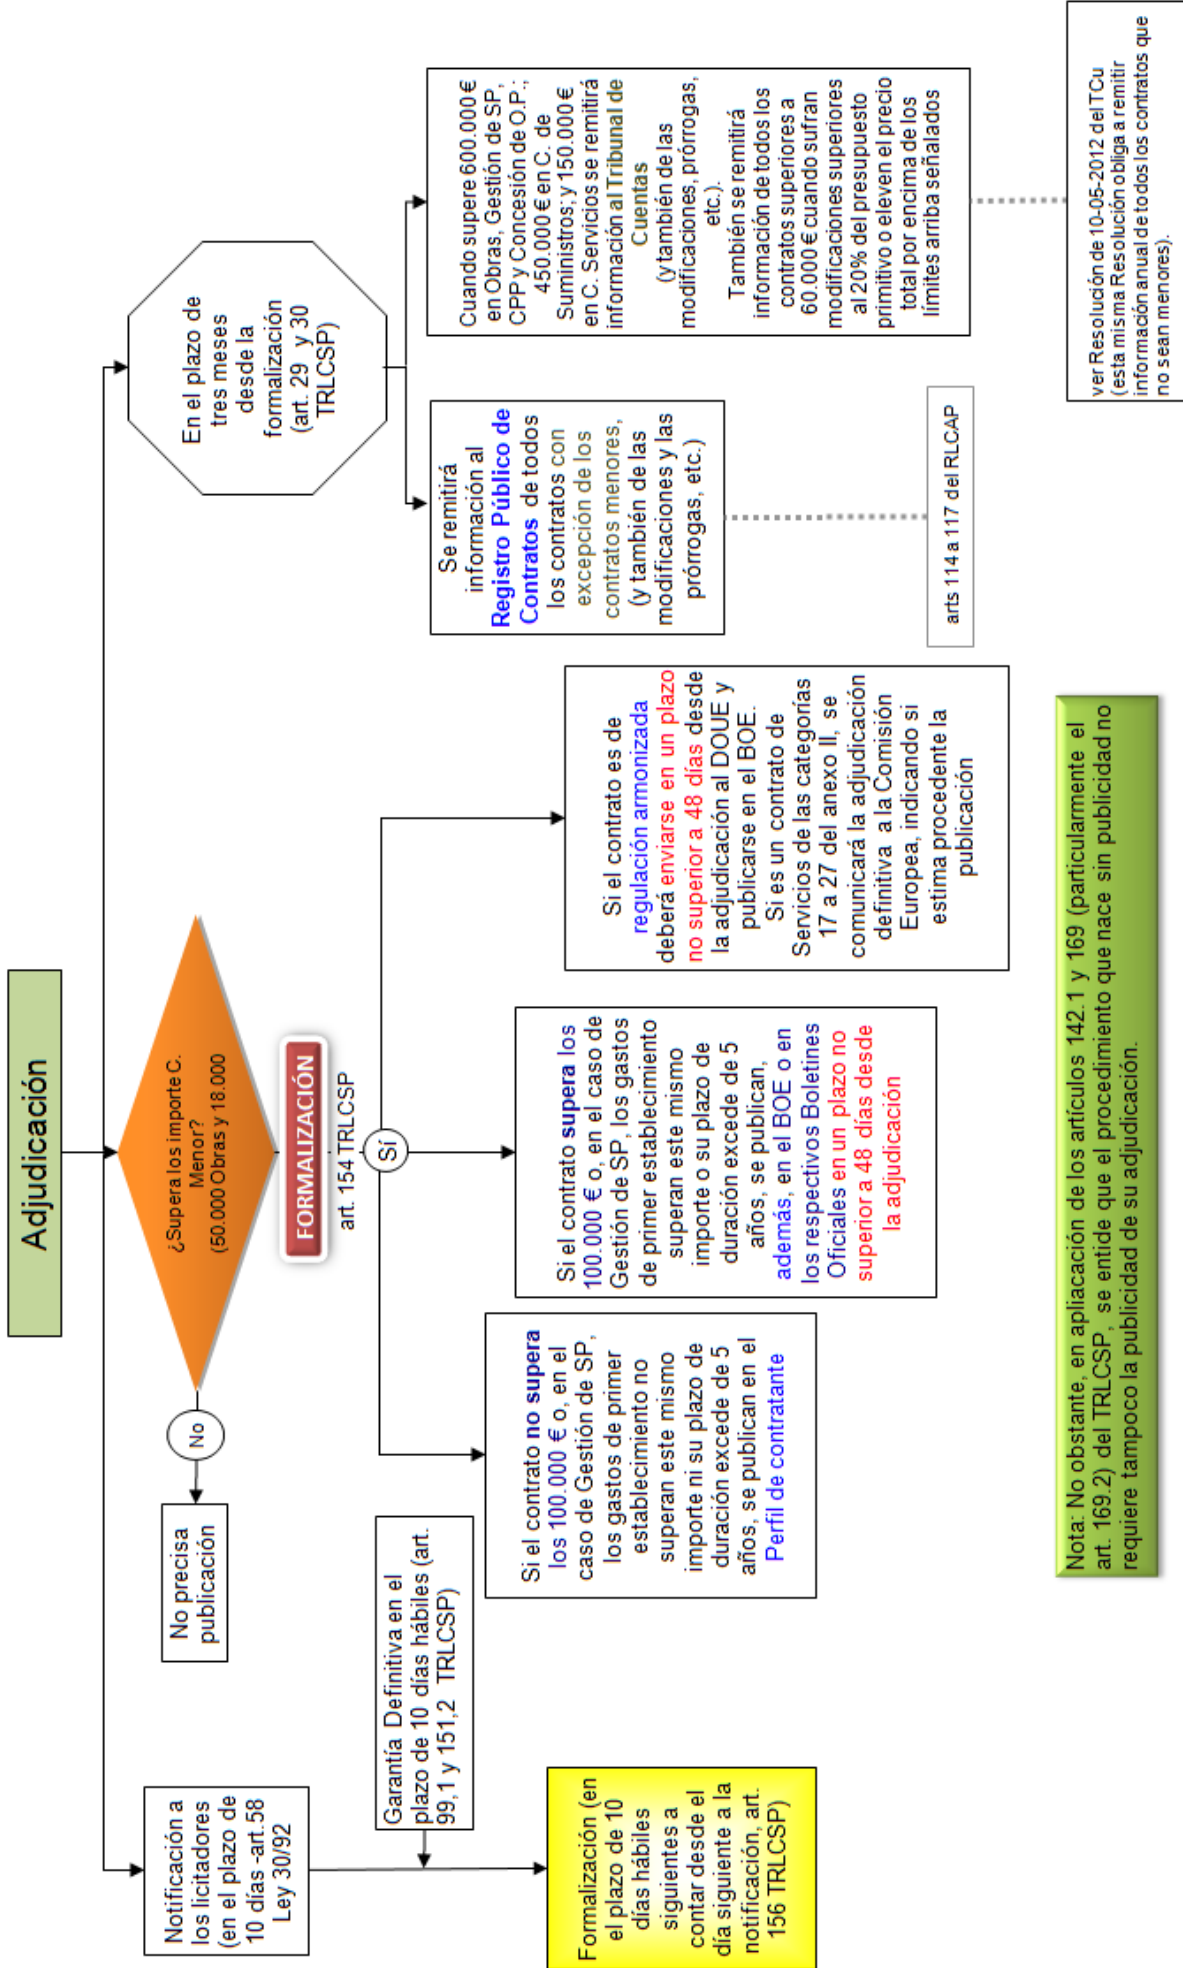 Adjudicación
Notificación a
los licitadores
(en el plazo de
10 días -art.58
Ley 30/92
Garantía Definitiva en el
plazo de 10 días hábiles (art.
99,1 y 151,2 TRLCSP)
Formalización (en
el plazo de 10
días hábiles
siguientes a
contar desde el
día siguiente a la
notificación, art.
156 TRLCSP)
No precisa
publicación
No
¿Supera los importe C.
Menor?
(50.000 Obras y 18.000
FORMALIZACIÓN
art. 154 TRLCSP
Sí
Si el contrato no supera
los 100.000 € o, en el
caso de Gestión de SP,
los gastos de primer
establecimiento no
superan este mismo
importe ni su plazo de
duración excede de 5
años, se publican en el
Perfil de contratante
Si el contrato supera los
100.000 € o, en el caso de
Gestión de SP, los gastos
de primer establecimiento
superan este mismo
importe o su plazo de
duración excede de 5
años, se publican,
además, en el BOE o en
los respectivos Boletines
Oficiales en un plazo no
superior a 48 días desde
la adjudicación
Si el contrato es de
regulación armonizada
deberá enviarse en un plazo
no superior a 48 días desde
la adjudicación al DOUE y
publicarse en el BOE.
Si es un contrato de
Servicios de las categorías
17 a 27 del anexo II, se
comunicará la adjudicación
definitiva a la Comisión
Europea, indicando si
estima procedente la
publicación
En el plazo de
tres meses
desde la
formalización
(art. 29 y 30
TRLCSP)
Se remitirá
información al
Registro Público de
Contratos de todos
los contratos con
excepción de los
contratos menores,
(y también de las
modificaciones y las
prórrogas, etc.)
arts 114 a 117 del RLCAP
Cuando supere 600.000 €
en Obras, Gestión de SP,
CPP y Concesión de O.P.;
450.000 € en C. de
Suministros; y 150.000 €
en C. Servicios se remitirá
información al Tribunal de
Cuentas
(y también de las
modificaciones, prórrogas,
etc.).
También se remitirá
información de todos los
contratos superiores a
60.000 € cuando sufran
modificaciones superiores
al 20% del presupuesto
primitivo o eleven el precio
total por encima de los
límites arriba señalados
ver Resolución de 10-05-2012 del TCu
(esta misma Resolución obliga a remitir
información anual de todos los contratos que
no sean menores).
Nota: No obstante, en apliacación de los artículos 142.1 y 169 (particularmente el
art. 169.2) del TRLCSP, se entide que el procedimiento que nace sin publicidad no
requiere tampoco la publicidad de su adjudicación.